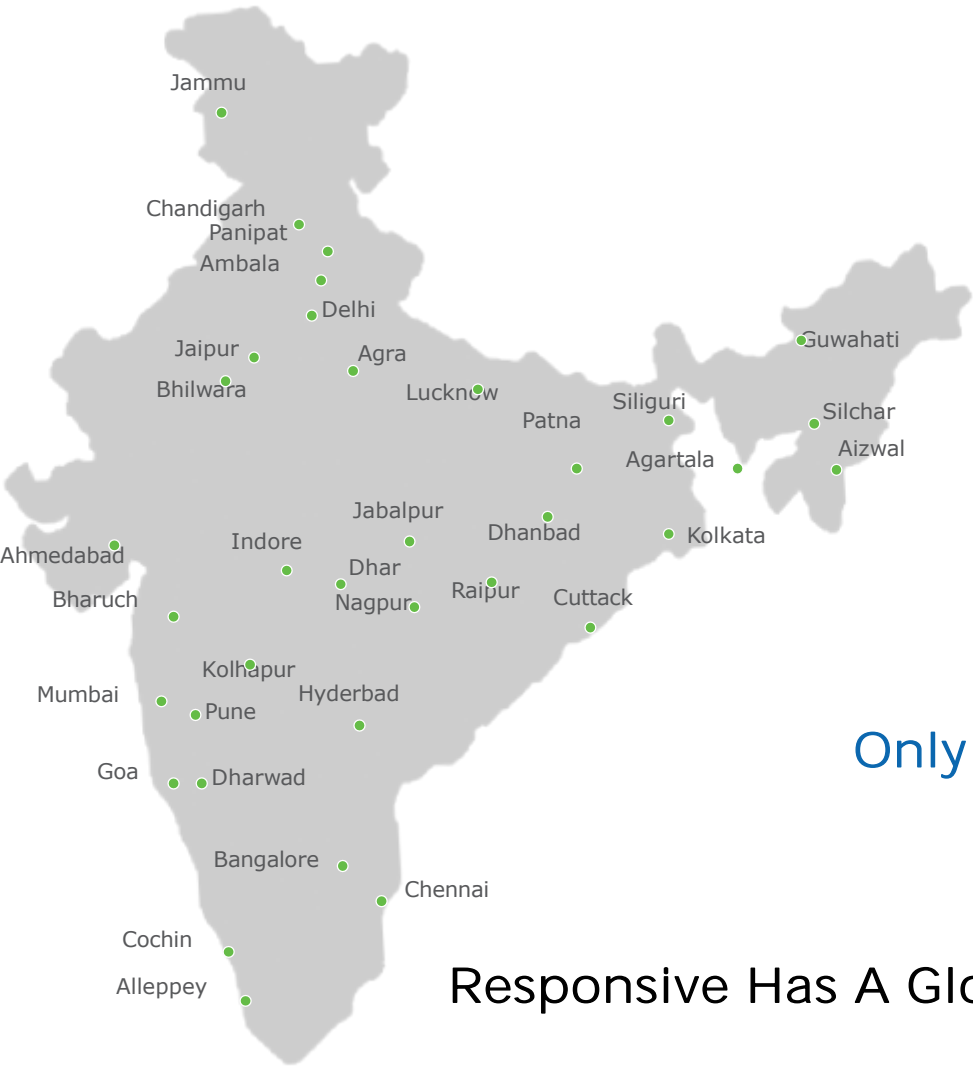 Jammu
Chandigarh
Panipat
Ambala
Delhi
Jaipur
Agra
Guwahati
Bhilwara
Lucknow
Siliguri
Silchar
Patna
Aizwal
Agartala
Jabalpur
Dhanbad
Kolkata
Indore
Ahmedabad
Dhar
Raipur
Cuttack
Bharuch
Nagpur
Kolhapur
Mumbai
Hyderbad
Pune
Only
Goa
Dharwad
Bangalore
Chennai
Cochin
Alleppey
Responsive Has A Glo